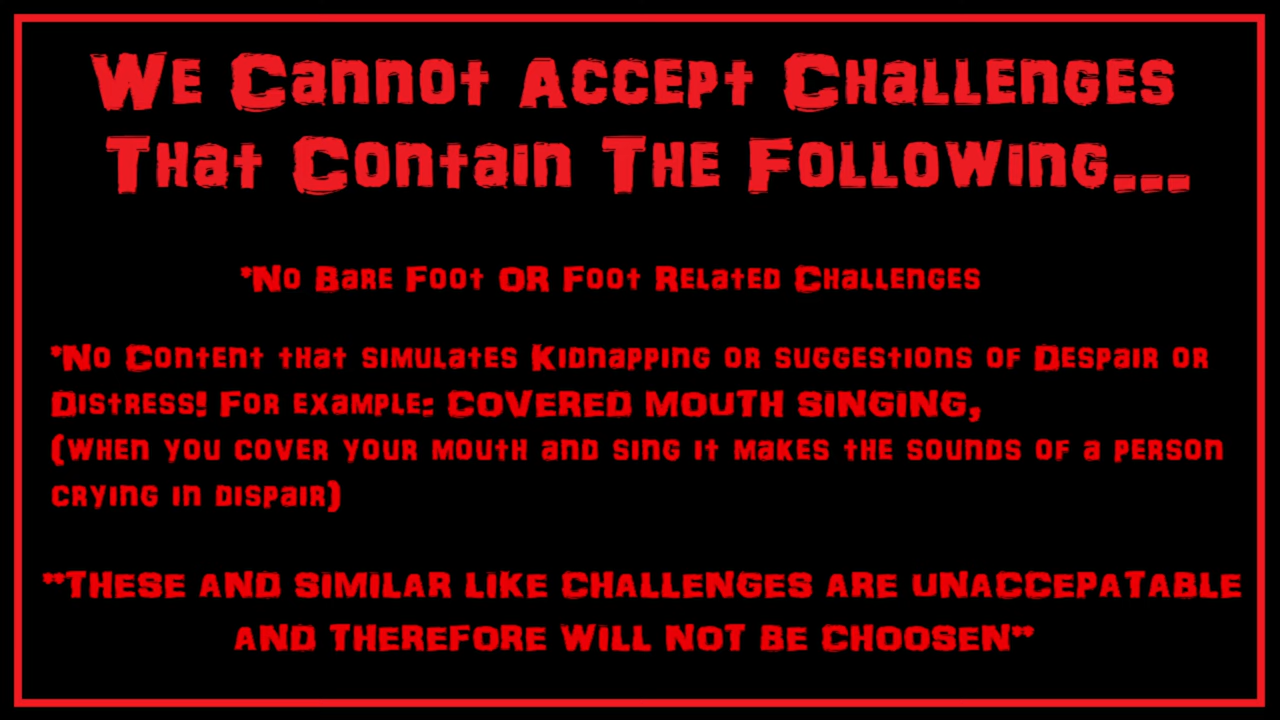 We Cannot Accept Challenges
That Contain The Following...
*No Bare Foot OR Foot Related Challenges
*No Content that simulates Kidnapping or suggestions of Despair or
Distress! For example: COVERED MOUTH SINGING,
(when you cover your mouth and sing it makes the sounds of a person
crying in dispair)
**THESE AND SIMILAR LIKE CHALLENGES ARE UNACCEPATABLE
AND THEREFORE WILL NOT BE CHOOSEN**